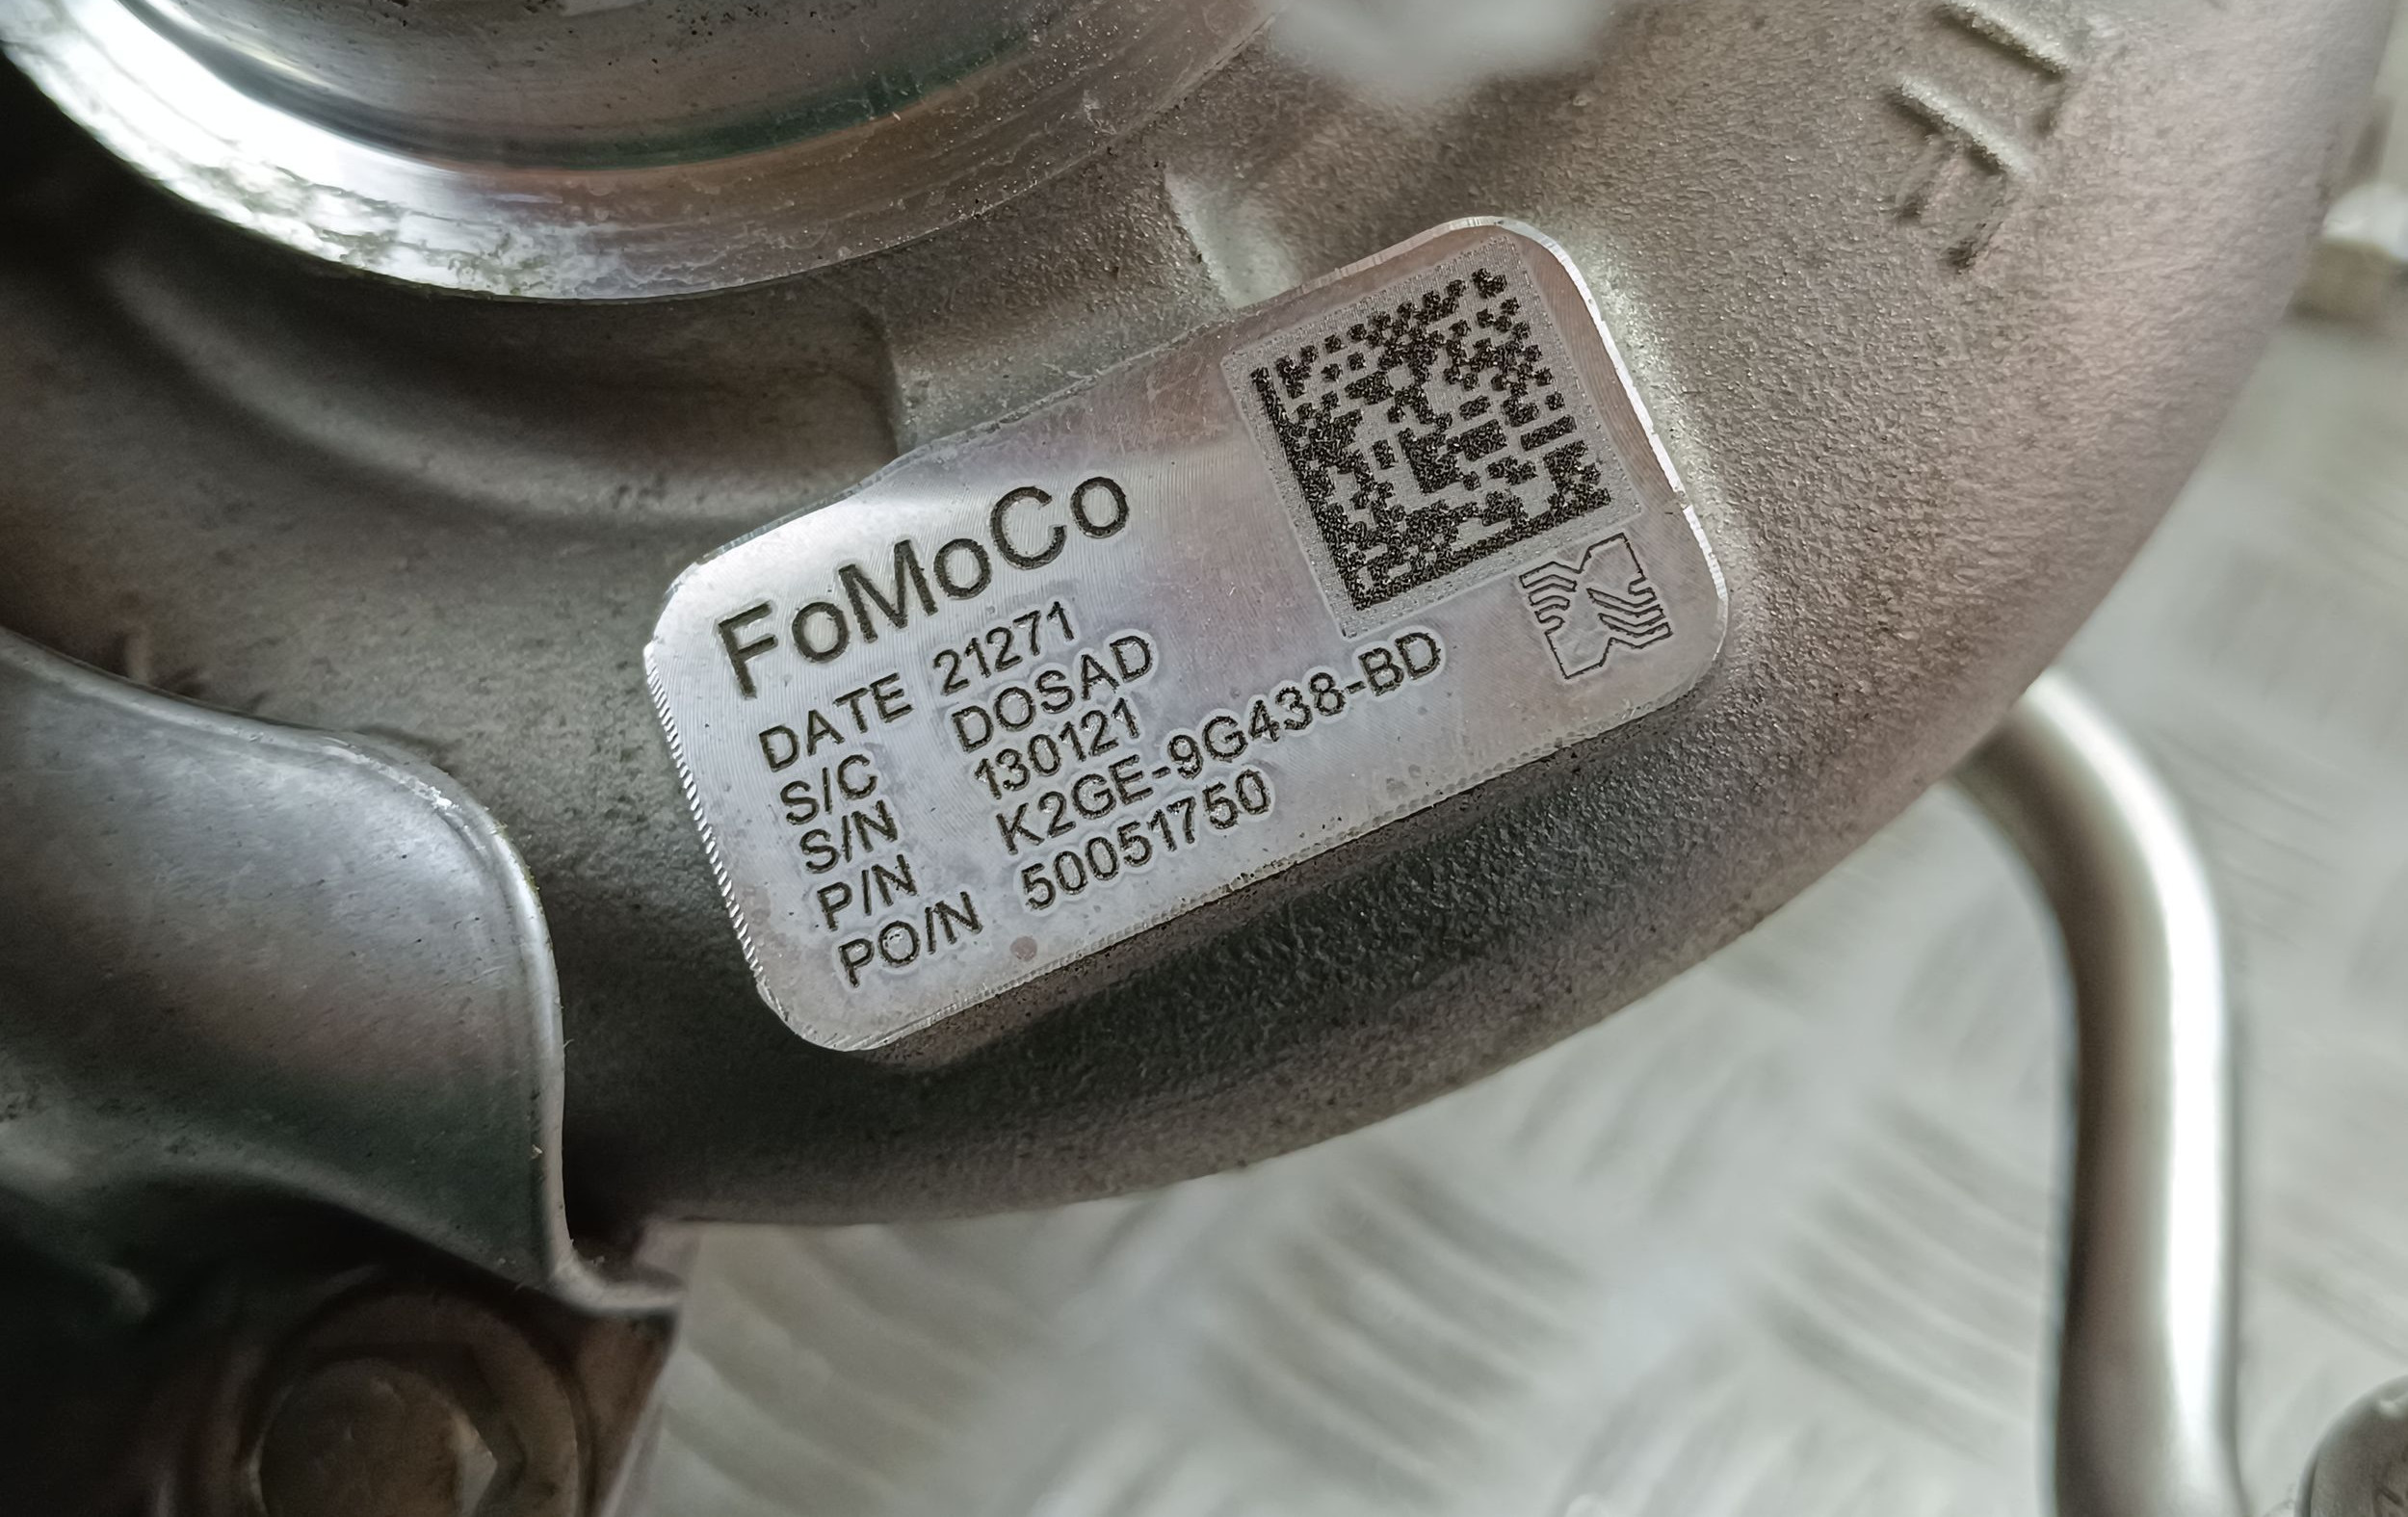 FoMoCo
DATE 21271
S/C DOSAD
S/N 130121
P/N K2GE-9G438-BD
PO/N 50051750